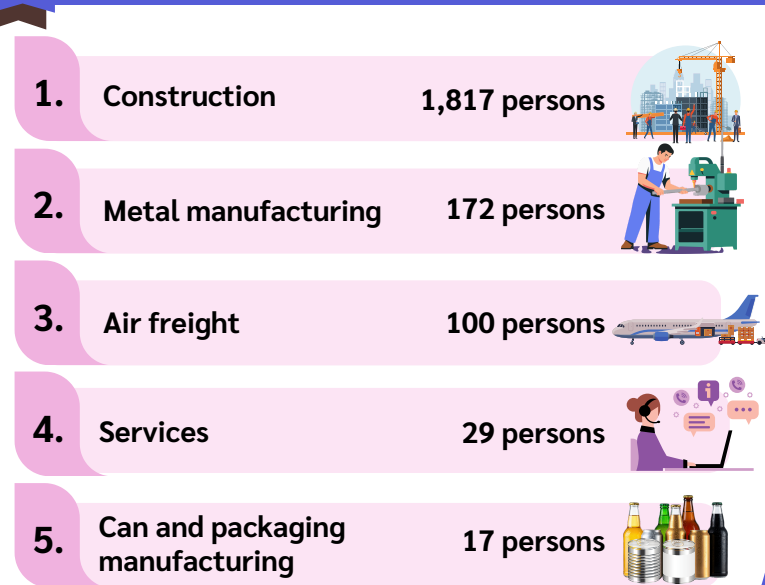 1. Construction 1,817 persons
2. Metal manufacturing 172 persons
3. Air freight 100 persons
4. Services 29 persons
5. Can and packaging
manufacturing 17 persons